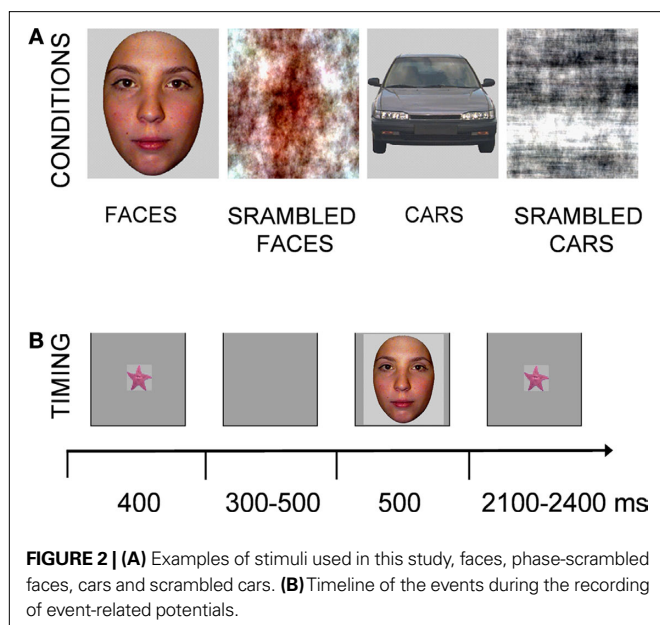 A
CONDITIONS
FACES
SRAMBLED
FACES
CARS
SRAMBLED
CARS
B
TIMING
400
300-500
500
2100-2400 ms
FIGURE 2 | (A) Examples of stimuli used in this study, faces, phase-scrambled
faces, cars and scrambled cars. (B) Timeline of the events during the recording
of event-related potentials.